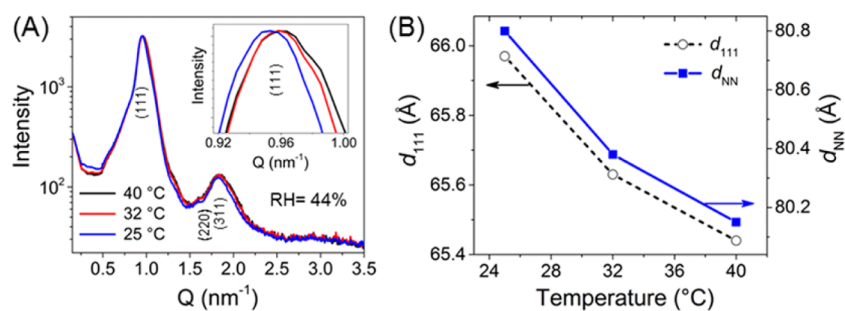 (A)
Intensity
10³
10²
(111)
(220)
(311)
40 °C
32 °C
25 °C
RH= 44%
0.5 1.0 1.5 2.0 2.5 3.0 3.5
Q (nm⁻¹)
Intensity
(111)
0.92 0.96 1.00
Q (nm⁻¹)
(B)
d₁₁₁ (Å)
66.0
65.8
65.6
65.4
d₁₁₁
dNN
80.8
80.6
80.4
80.2
dNN (Å)
24 28 32 36 40
Temperature (°C)